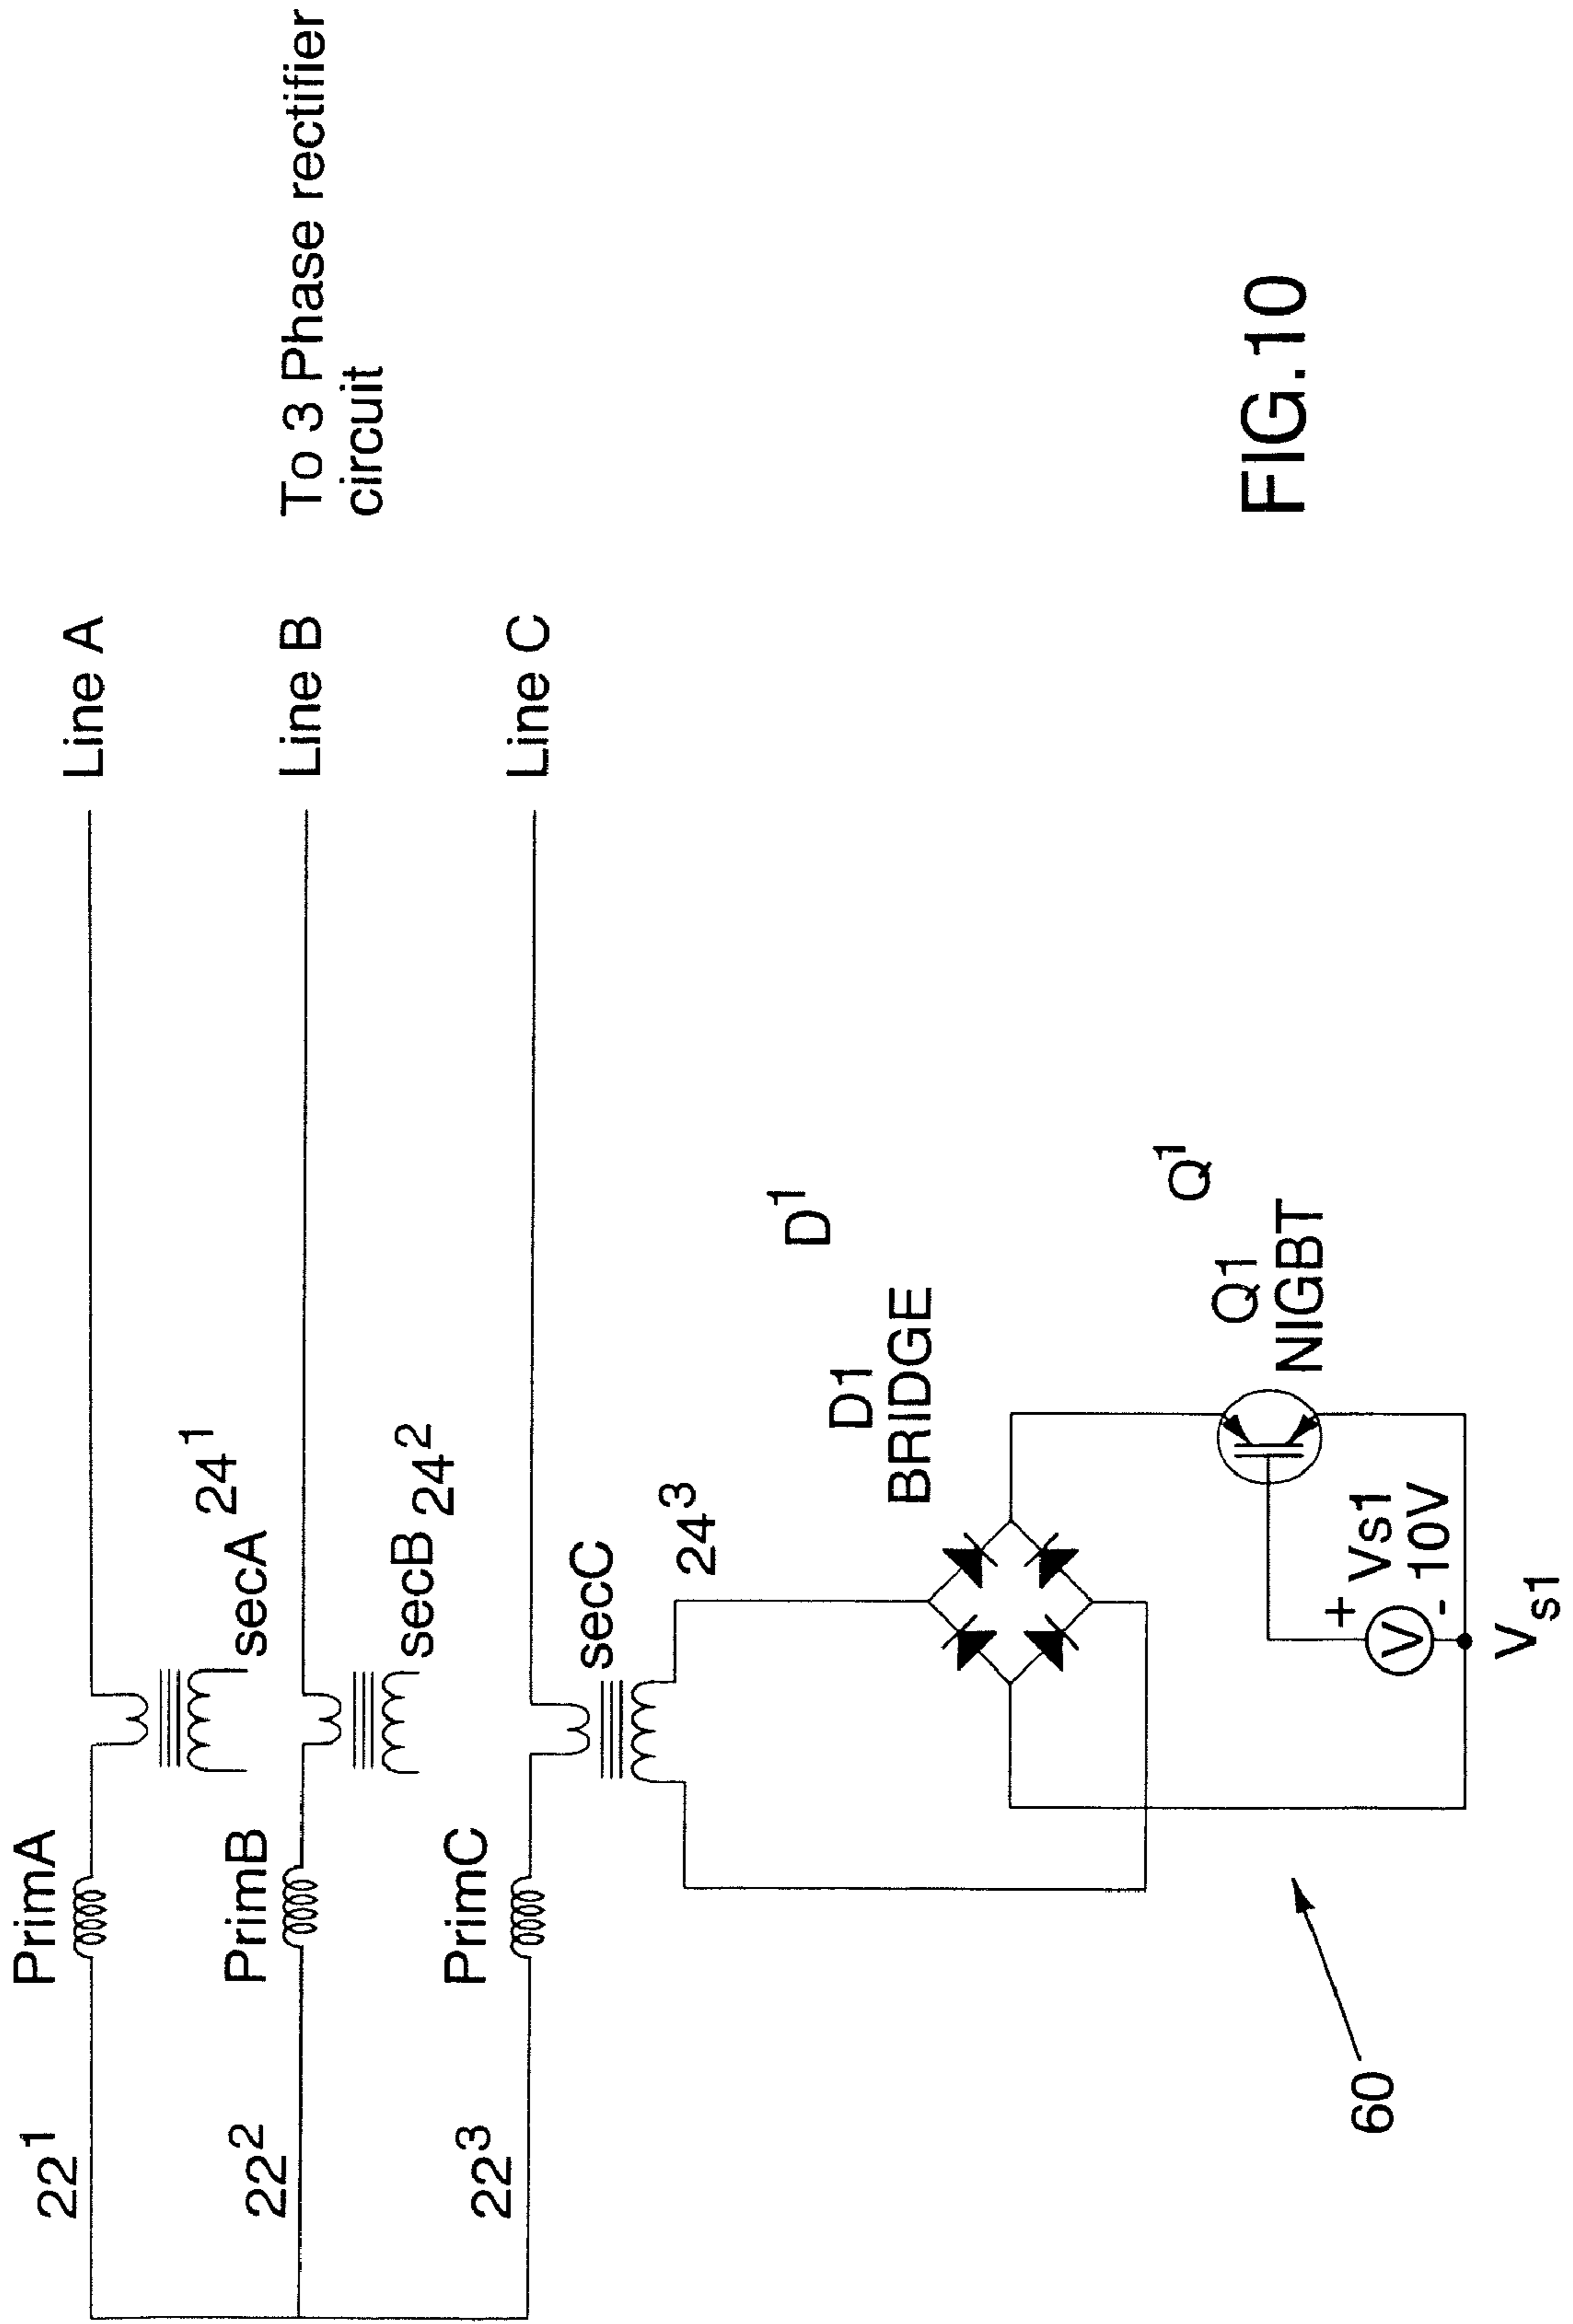 22¹
PrimA
Line A
24¹
secA
22²
PrimB
Line B
To 3 Phase rectifier
circuit
24²
secB
22³
PrimC
Line C
secC
24³
D¹
D1
BRIDGE
Q¹
Q1
NIGBT
+
Vs1
- 10V
V
Vs1
60
FIG.10